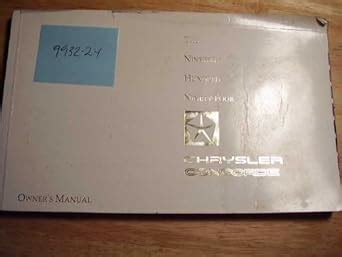 9932-24
The
Nineteen
Hundred
Ninety-Four
CHRYSLER
CONCORDE
Owner's Manual